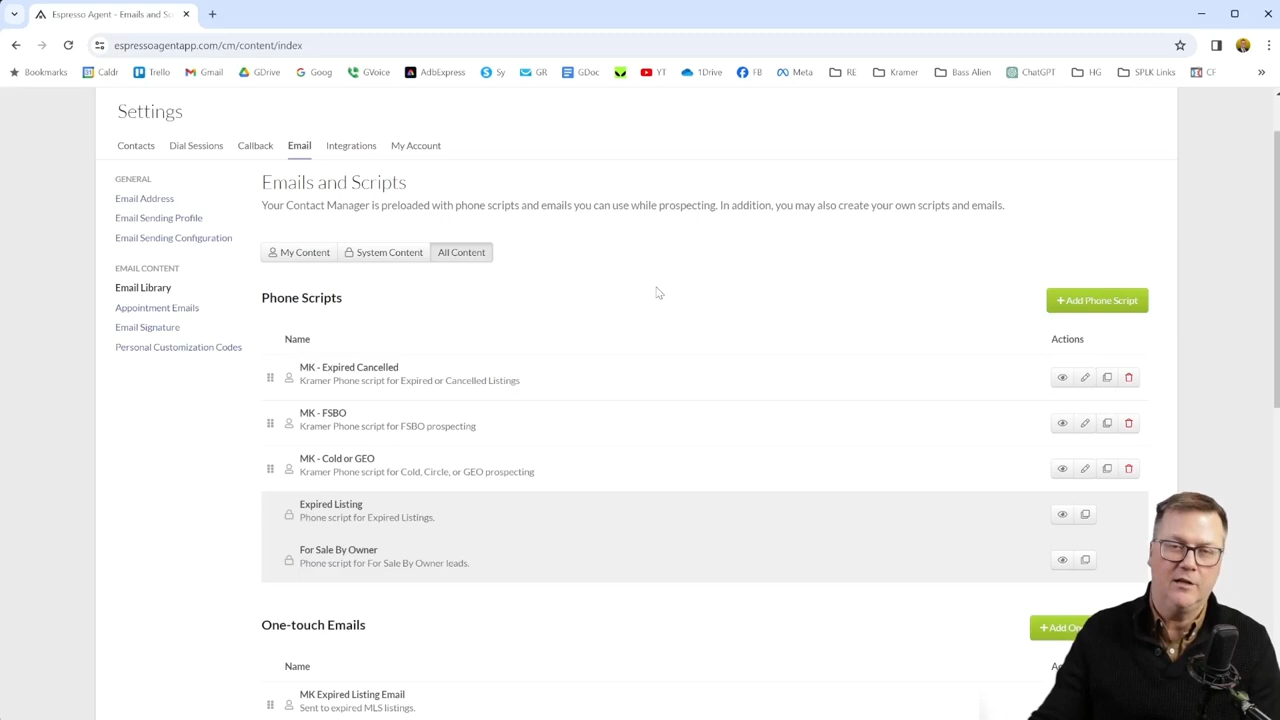 Espresso Agent - Emails and Sc
espressoagentapp.com/cm/content/index
Bookmarks Caldr Trello Gmail GDrive Goog GVoice AdbExpress Sy GR GDoc YT 1Drive FB Meta RE Kramer Bass Alien ChatGPT HG SPLK Links CF »
Settings
Contacts Dial Sessions Callback Email Integrations My Account
GENERAL
Email Address
Email Sending Profile
Email Sending Configuration
EMAIL CONTENT
Email Library
Appointment Emails
Email Signature
Personal Customization Codes
Emails and Scripts
Your Contact Manager is preloaded with phone scripts and emails you can use while prospecting. In addition, you may also create your own scripts and emails.
My Content System Content All Content
Phone Scripts
+ Add Phone Script
Name Actions
MK - Expired Cancelled
Kramer Phone script for Expired or Cancelled Listings
MK - FSBO
Kramer Phone script for FSBO prospecting
MK - Cold or GEO
Kramer Phone script for Cold, Circle, or GEO prospecting
Expired Listing
Phone script for Expired Listings.
For Sale By Owner
Phone script for For Sale By Owner leads.
One-touch Emails
+ Add On
Name Ac
MK Expired Listing Email
Sent to expired MLS listings.